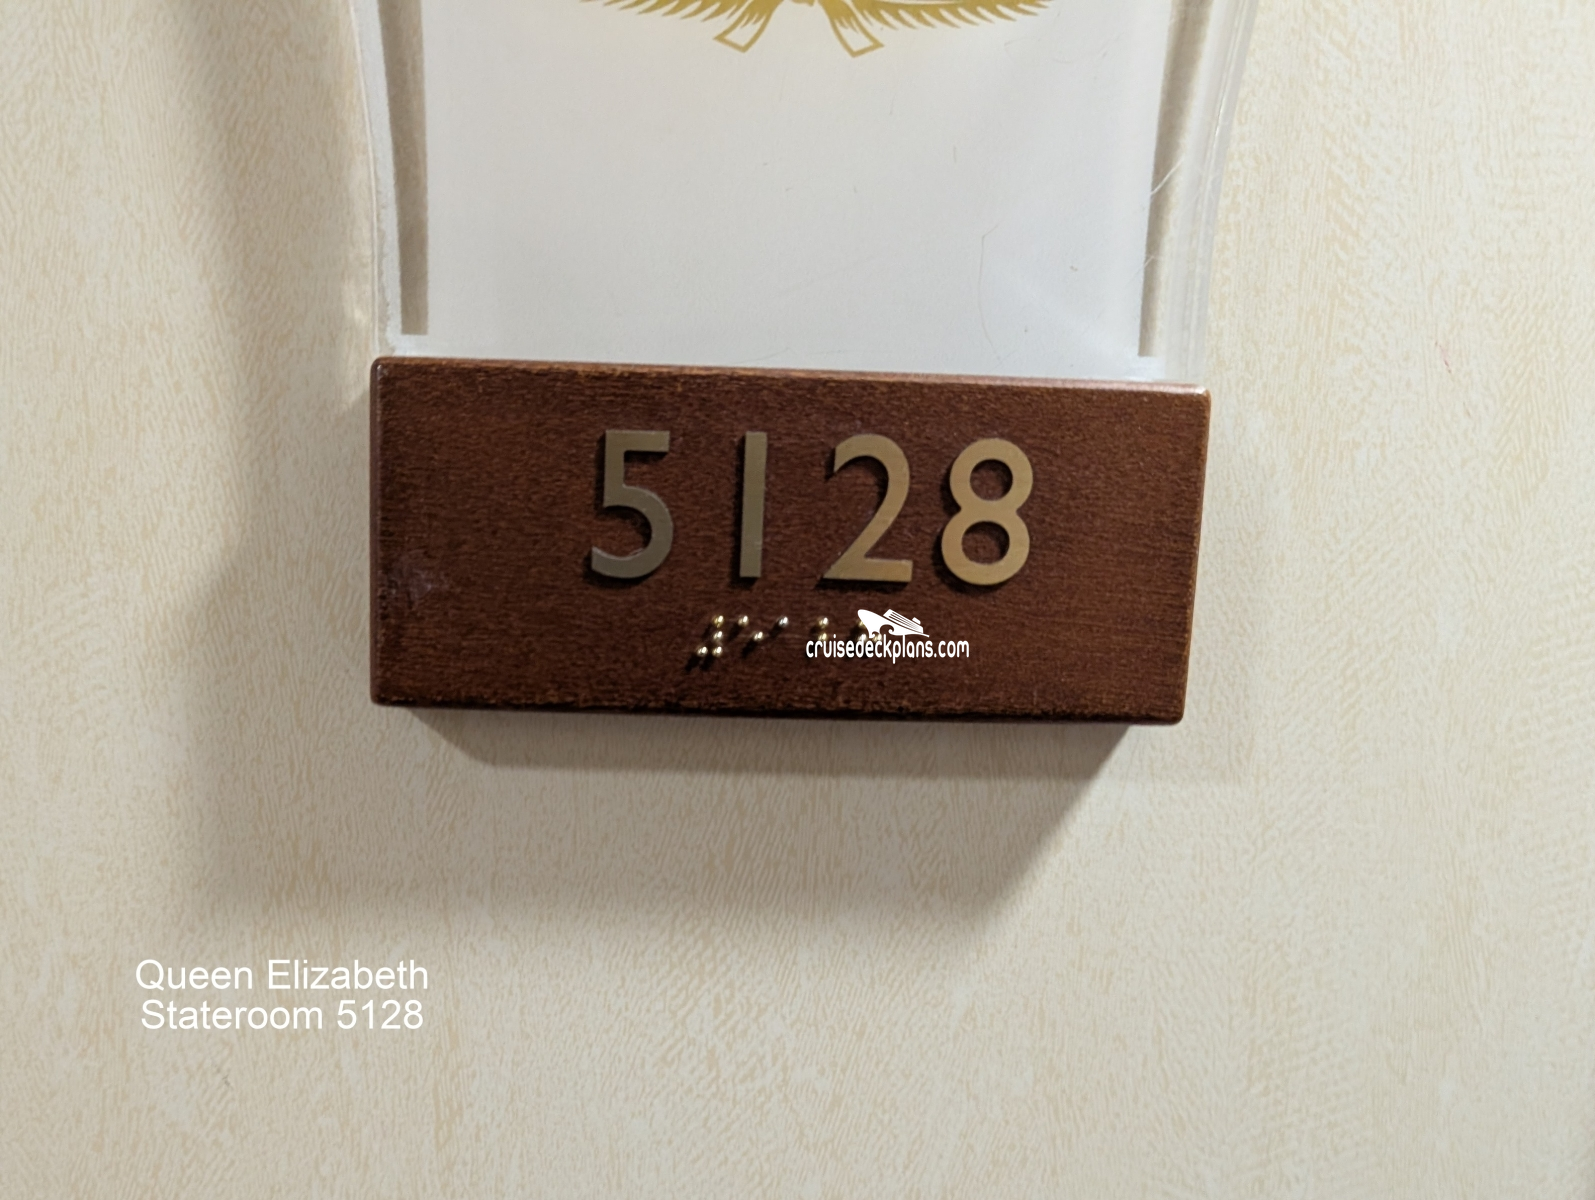 5128
cruisedeckplans.com
Queen Elizabeth
Stateroom 5128